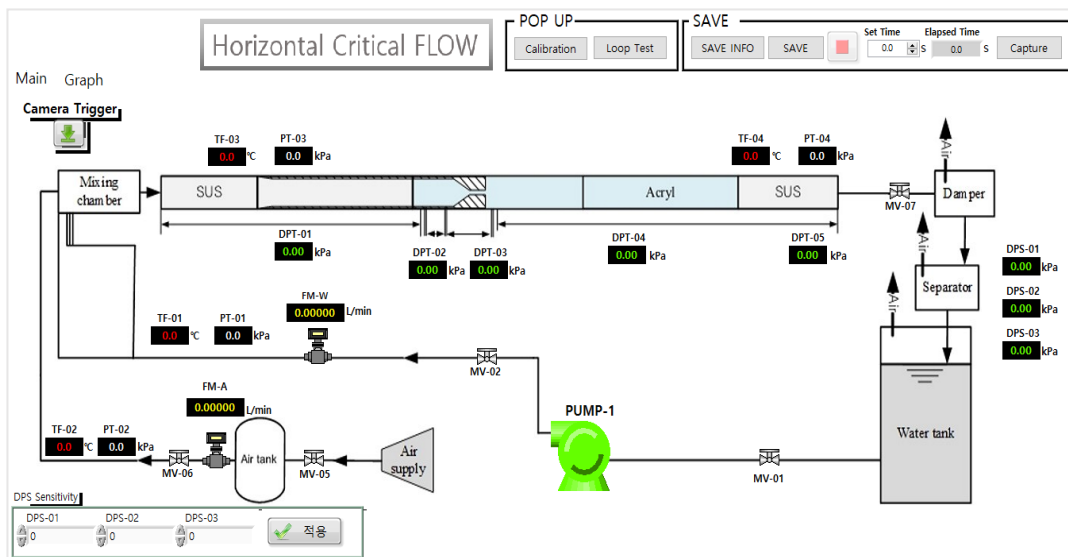 POP UP
SAVE
Horizontal Critical FLOW
Calibration
Loop Test
SAVE INFO
SAVE
Set Time
0.0
S
Elapsed Time
0.0
S
Capture
Main
Graph
Camera Trigger
TF-03
0.0 ℃
PT-03
0.0 kPa
TF-04
0.0 ℃
PT-04
0.0 kPa
Air
Mixing
chamber
SUS
Acryl
SUS
MV-07
Damper
DPT-01
0.00 kPa
DPT-02
0.00 kPa
DPT-03
0.00 kPa
DPT-04
0.00 kPa
DPT-05
0.00 kPa
Air
Separator
DPS-01
0.00 kPa
DPS-02
0.00 kPa
DPS-03
0.00 kPa
Air
FM-W
0.00000 L/min
TF-01
0.0 ℃
PT-01
0.0 kPa
MV-02
FM-A
0.00000 L/min
PUMP-1
TF-02
0.0 ℃
PT-02
0.0 kPa
MV-06
Air tank
MV-05
Air
supply
MV-01
Water tank
DPS Sensitivity
DPS-01
0
DPS-02
0
DPS-03
0
적용